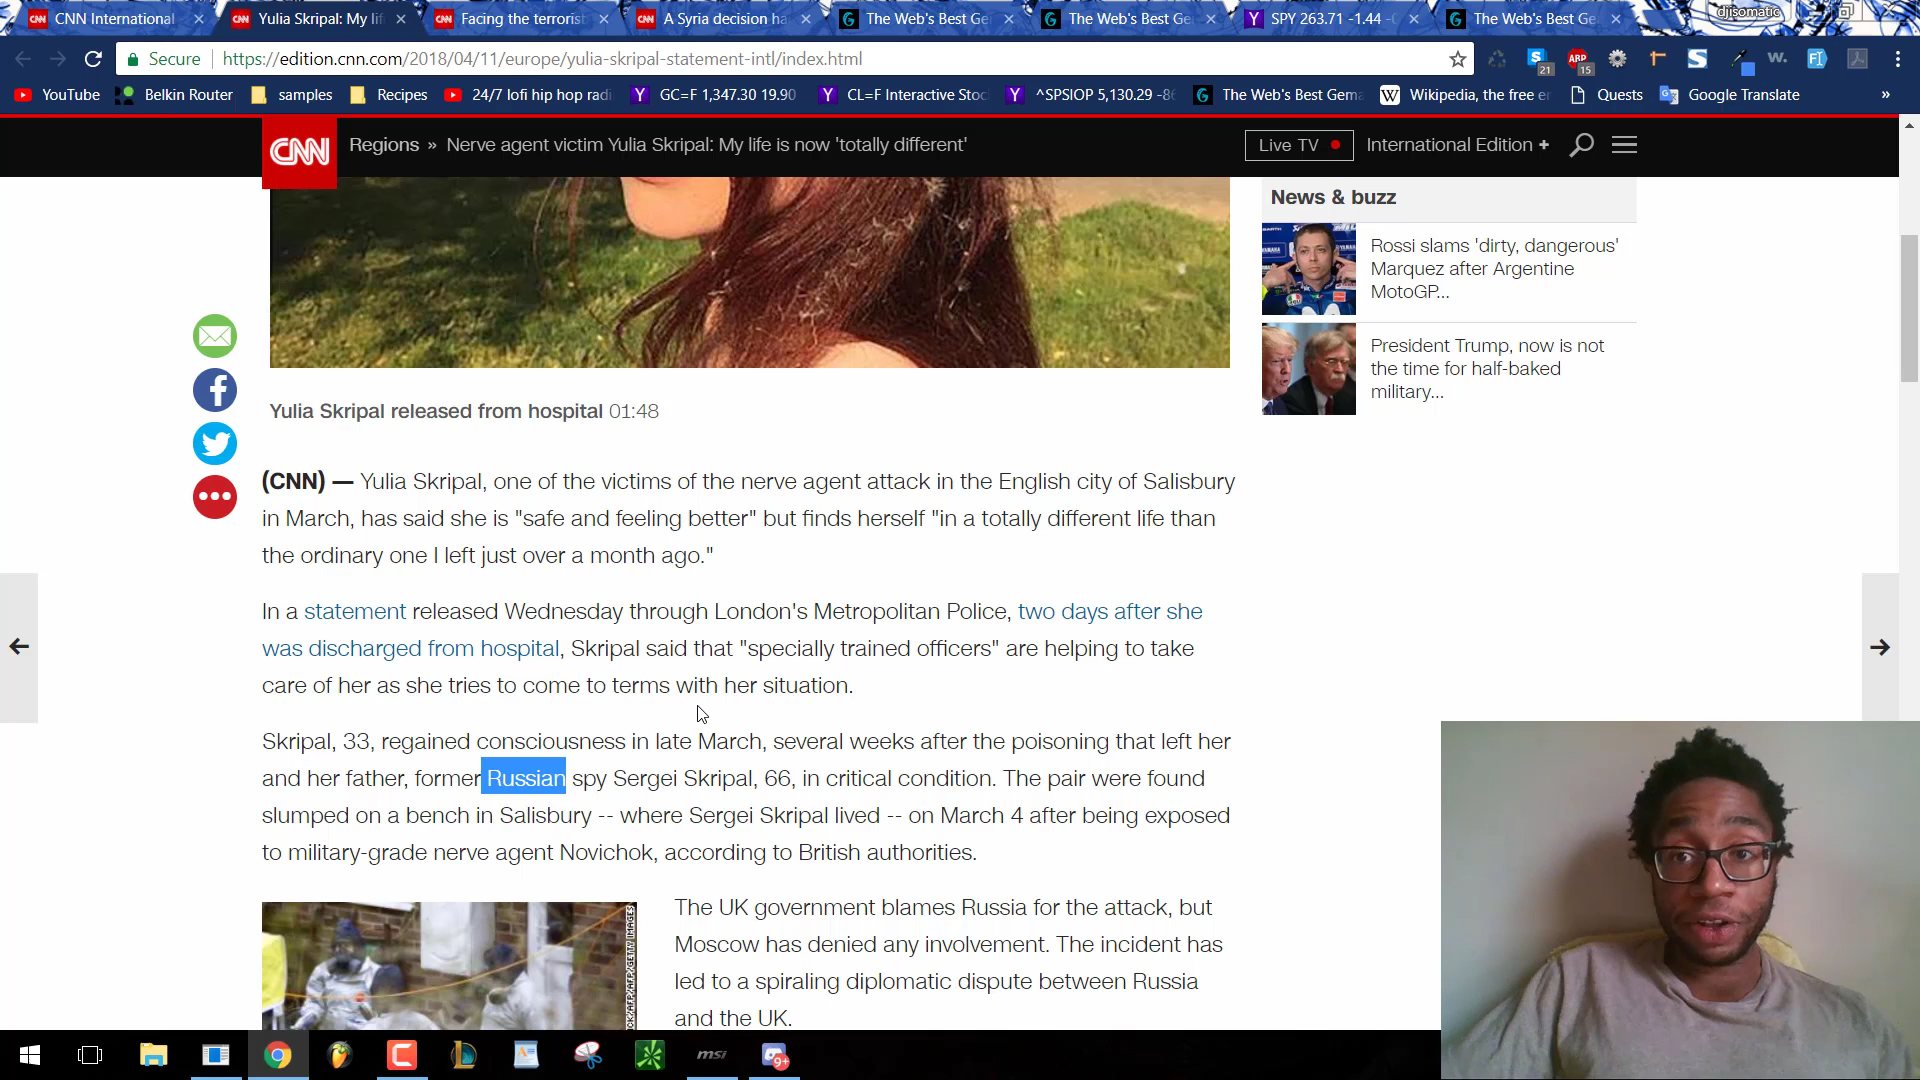 CNN International
Yulia Skripal: My lif
Facing the terrorist
A Syria decision ha
The Web's Best Ge
The Web's Best Ge
SPY 263.71 -1.44
The Web's Best Ge
djisomatic
Secure
https://edition.cnn.com/2018/04/11/europe/yulia-skripal-statement-intl/index.html
21
ABP
15
w.
YouTube
Belkin Router
samples
Recipes
24/7 lofi hip hop radi
GC=F 1,347.30 19.90
CL=F Interactive Stoc
^SPSIOP 5,130.29 -8
The Web's Best Gema
Wikipedia, the free e
Quests
Google Translate
»
CNN
Regions » Nerve agent victim Yulia Skripal: My life is now 'totally different'
Live TV
International Edition +
News & buzz
Rossi slams 'dirty, dangerous'
Marquez after Argentine
MotoGP...
President Trump, now is not
the time for half-baked
military...
Yulia Skripal released from hospital 01:48
(CNN) — Yulia Skripal, one of the victims of the nerve agent attack in the English city of Salisbury
in March, has said she is "safe and feeling better" but finds herself "in a totally different life than
the ordinary one I left just over a month ago."
In a statement released Wednesday through London's Metropolitan Police, two days after she
was discharged from hospital, Skripal said that "specially trained officers" are helping to take
care of her as she tries to come to terms with her situation.
Skripal, 33, regained consciousness in late March, several weeks after the poisoning that left her
and her father, former Russian spy Sergei Skripal, 66, in critical condition. The pair were found
slumped on a bench in Salisbury -- where Sergei Skripal lived -- on March 4 after being exposed
to military-grade nerve agent Novichok, according to British authorities.
The UK government blames Russia for the attack, but
Moscow has denied any involvement. The incident has
led to a spiraling diplomatic dispute between Russia
and the UK.
msi
9+